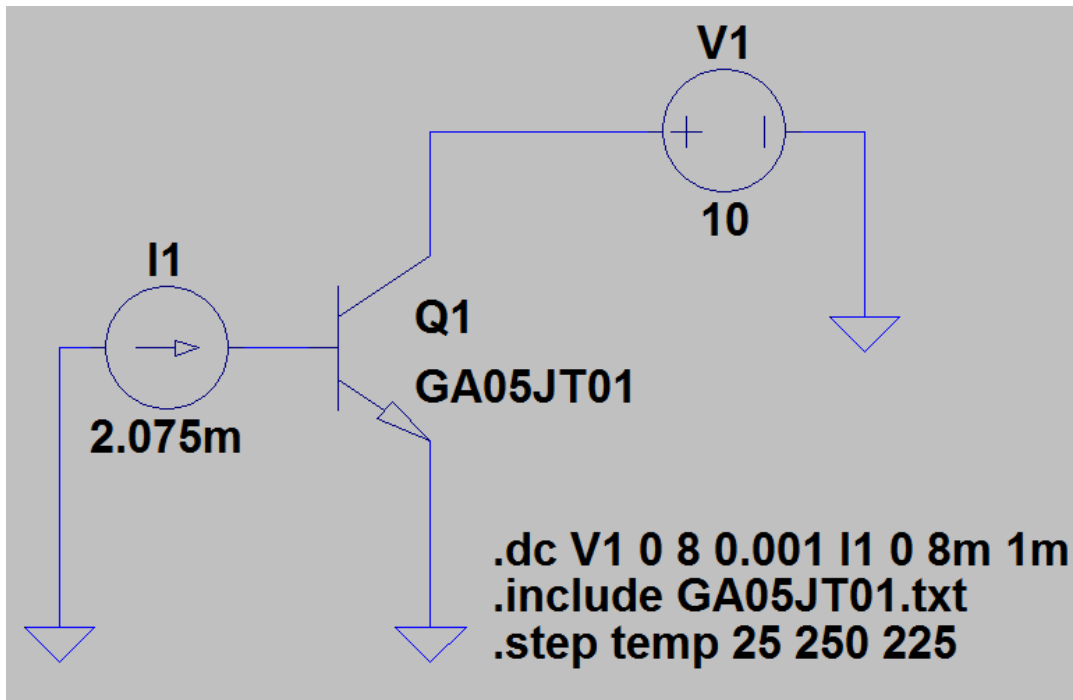 V1
10
I1
2.075m
Q1
GA05JT01
.dc V1 0 8 0.001 I1 0 8m 1m
.include GA05JT01.txt
.step temp 25 250 225